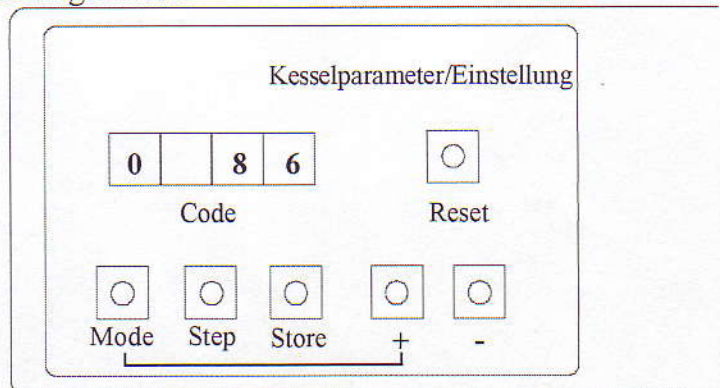 Kesselparameter/Einstellung
0 8 6
Code
Reset
Mode Step Store + -